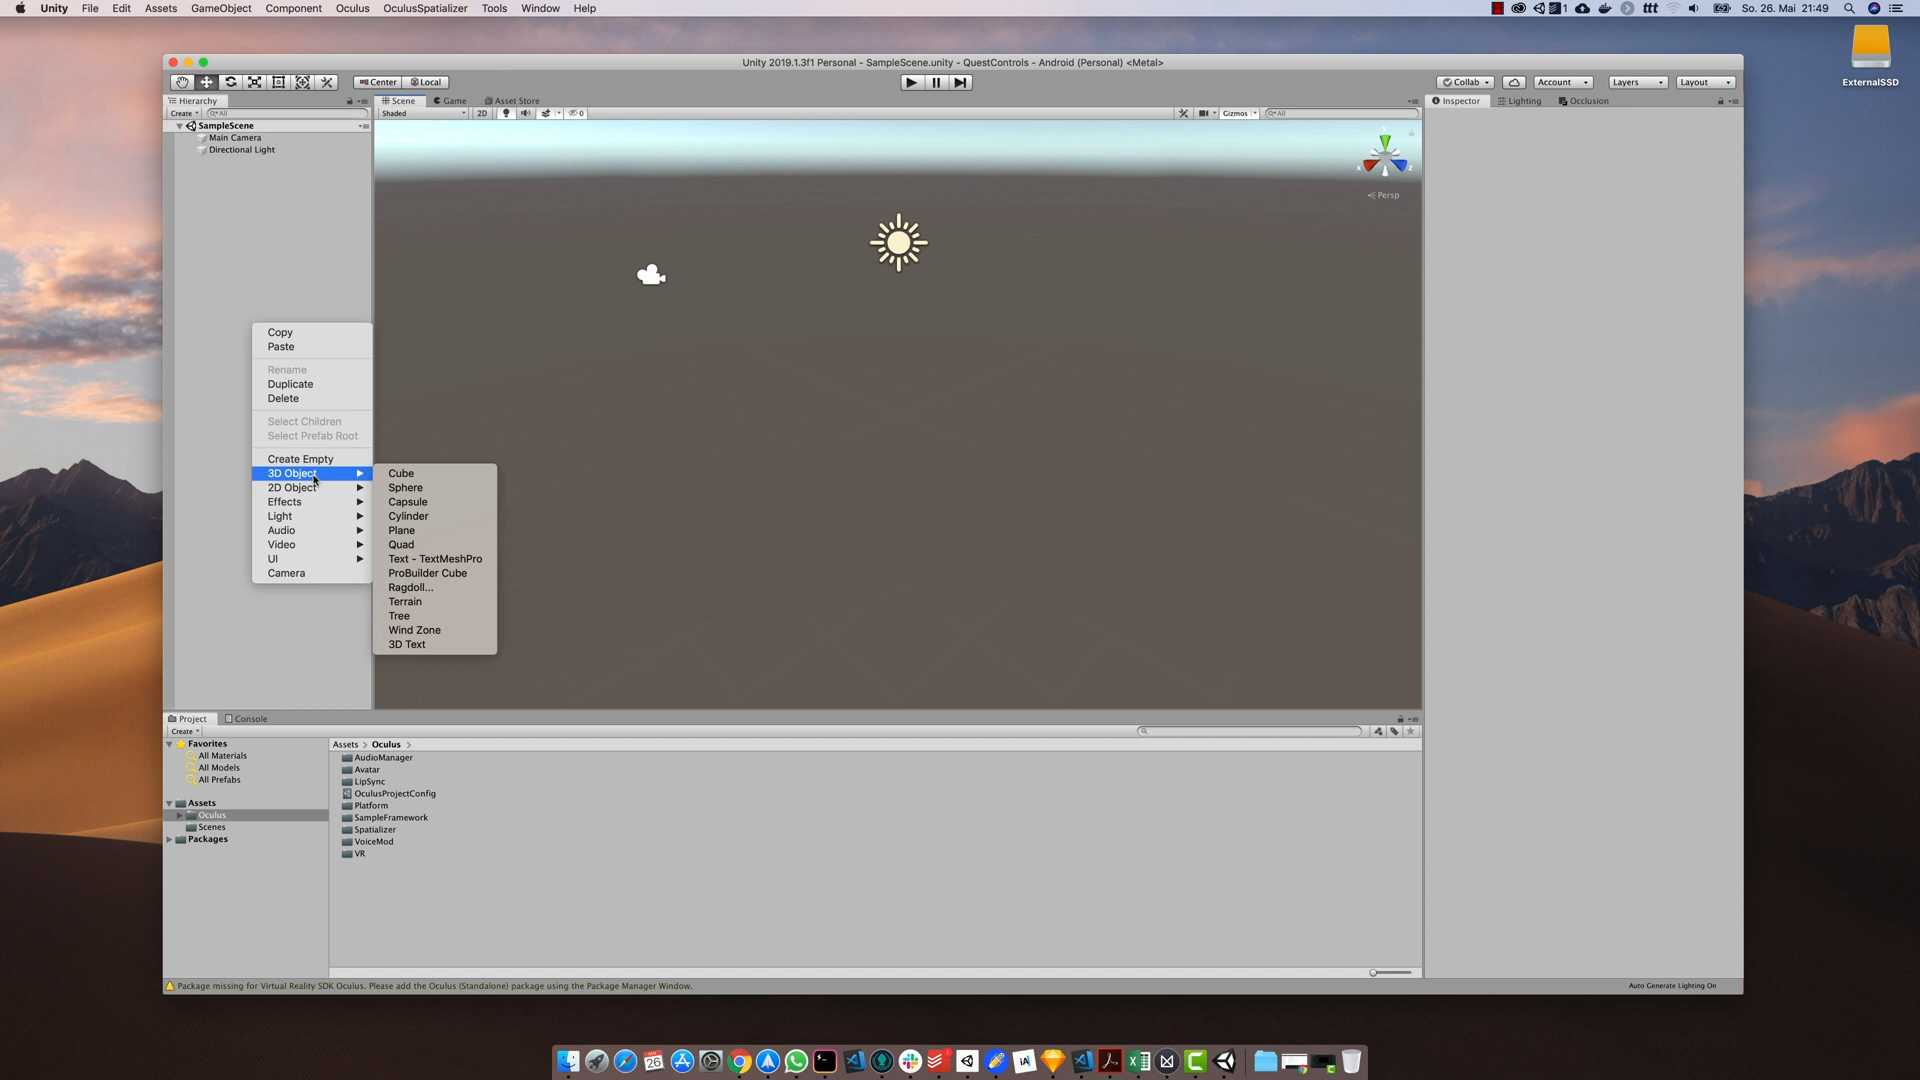 Unity File Edit Assets GameObject Component Oculus OculusSpatializer Tools Window Help
1 So. 26. Mai 21:49
ExternalSSD
Unity 2019.1.3f1 Personal - SampleScene.unity - QuestControls - Android (Personal) <Metal>
Center Local
Collab Account Layers Layout
Hierarchy
Create All
SampleScene
Main Camera
Directional Light
Scene Game Asset Store
Shaded 2D 0 Gizmos All
Persp
Inspector Lighting Occlusion
Copy
Paste
Rename
Duplicate
Delete
Select Children
Select Prefab Root
Create Empty
3D Object
2D Object
Effects
Light
Audio
Video
UI
Camera
Cube
Sphere
Capsule
Cylinder
Plane
Quad
Text - TextMeshPro
ProBuilder Cube
Ragdoll...
Terrain
Tree
Wind Zone
3D Text
Project Console
Create
Favorites
All Materials
All Models
All Prefabs
Assets
Oculus
Scenes
Packages
Assets > Oculus >
AudioManager
Avatar
LipSync
OculusProjectConfig
Platform
SampleFramework
Spatializer
VoiceMod
VR
Package missing for Virtual Reality SDK Oculus. Please add the Oculus (Standalone) package using the Package Manager Window.
Auto Generate Lighting On
26
iA